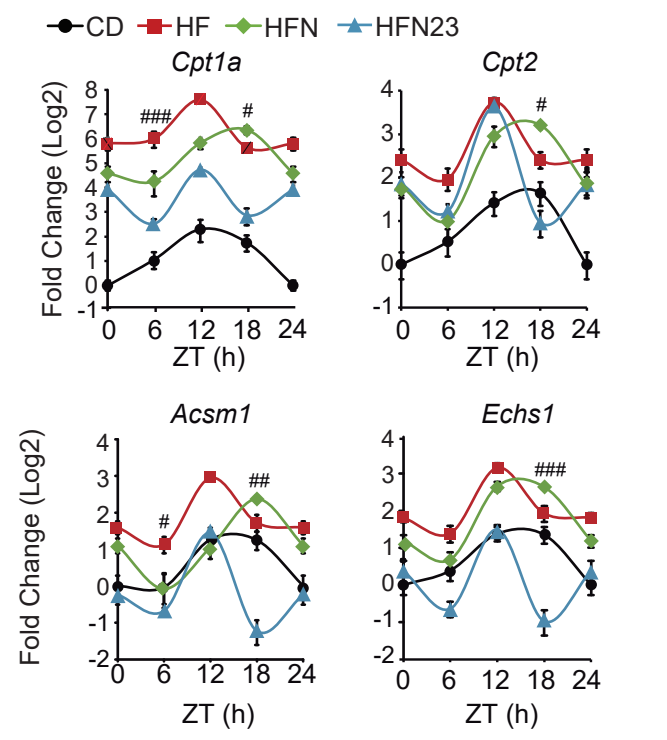 CD HF HFN HFN23
Cpt1a
Cpt2
Fold Change (Log2)
8
7
6
5
4
3
2
1
0
-1
###
#
0 6 12 18 24
ZT (h)
4
3
2
1
0
-1
#
0 6 12 18 24
ZT (h)
Acsm1
Echs1
Fold Change (Log2)
4
3
2
1
0
-1
-2
#
##
0 6 12 18 24
ZT (h)
4
3
2
1
0
-1
-2
###
0 6 12 18 24
ZT (h)